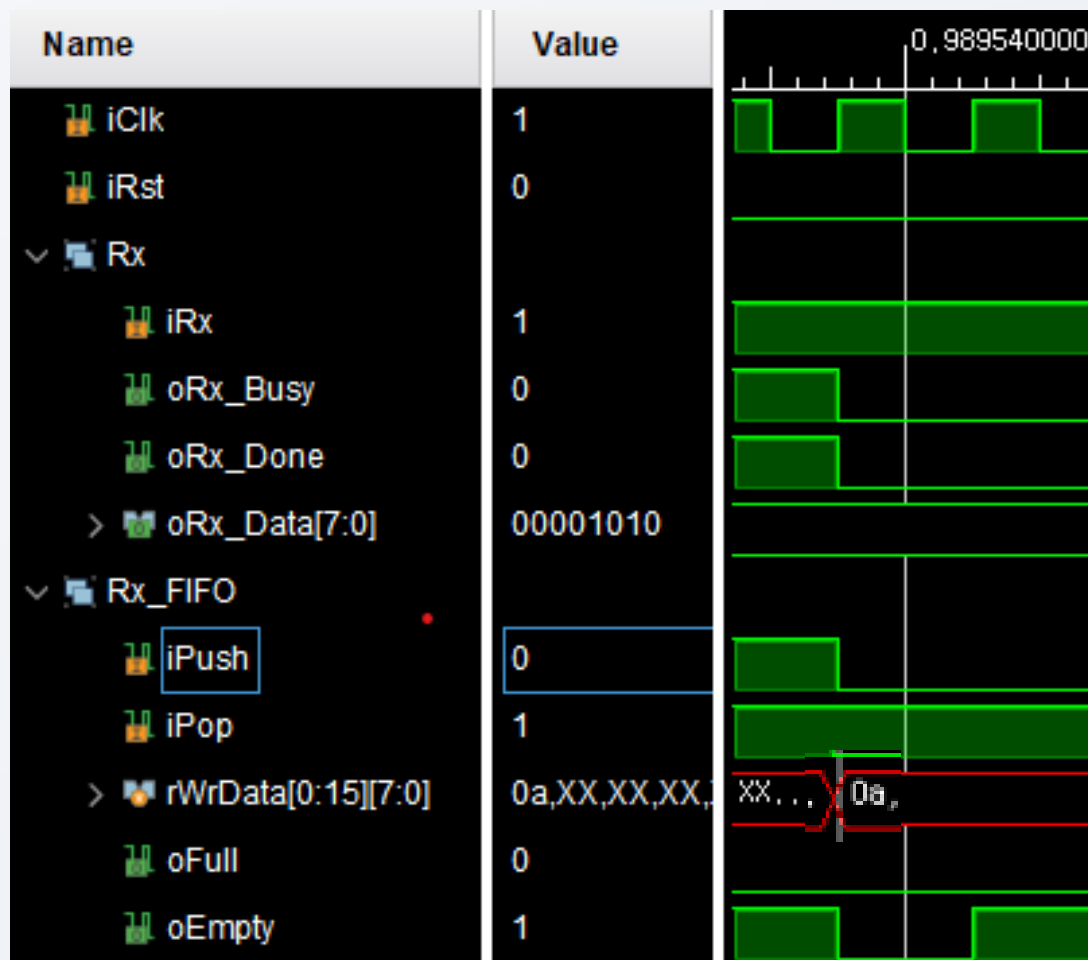 Name Value 0,989540000
iClk 1
iRst 0
Rx
iRx 1
oRx_Busy 0
oRx_Done 0
oRx_Data[7:0] 00001010
Rx_FIFO
iPush 0
iPop 1
rWrData[0:15][7:0] 0a,XX,XX,XX, XX... 0a,
oFull 0
oEmpty 1